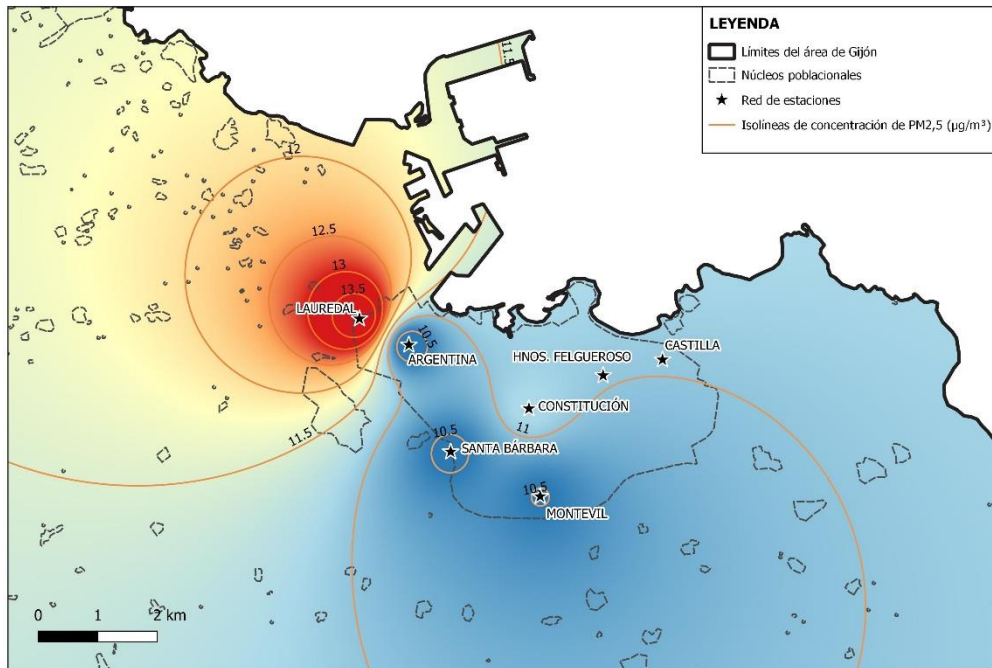 LEYENDA
Límites del área de Gijón
Núcleos poblacionales
Red de estaciones
Isolíneas de concentración de PM2,5 (µg/m³)
11.5
12
12.5
13
13.5
LAUREDAL
10.5
ARGENTINA
HNOS. FELGUEROSO
CASTILLA
CONSTITUCIÓN
11
11.5
10.5
SANTA BÁRBARA
10.5
MONTEVIL
0 1 2 km